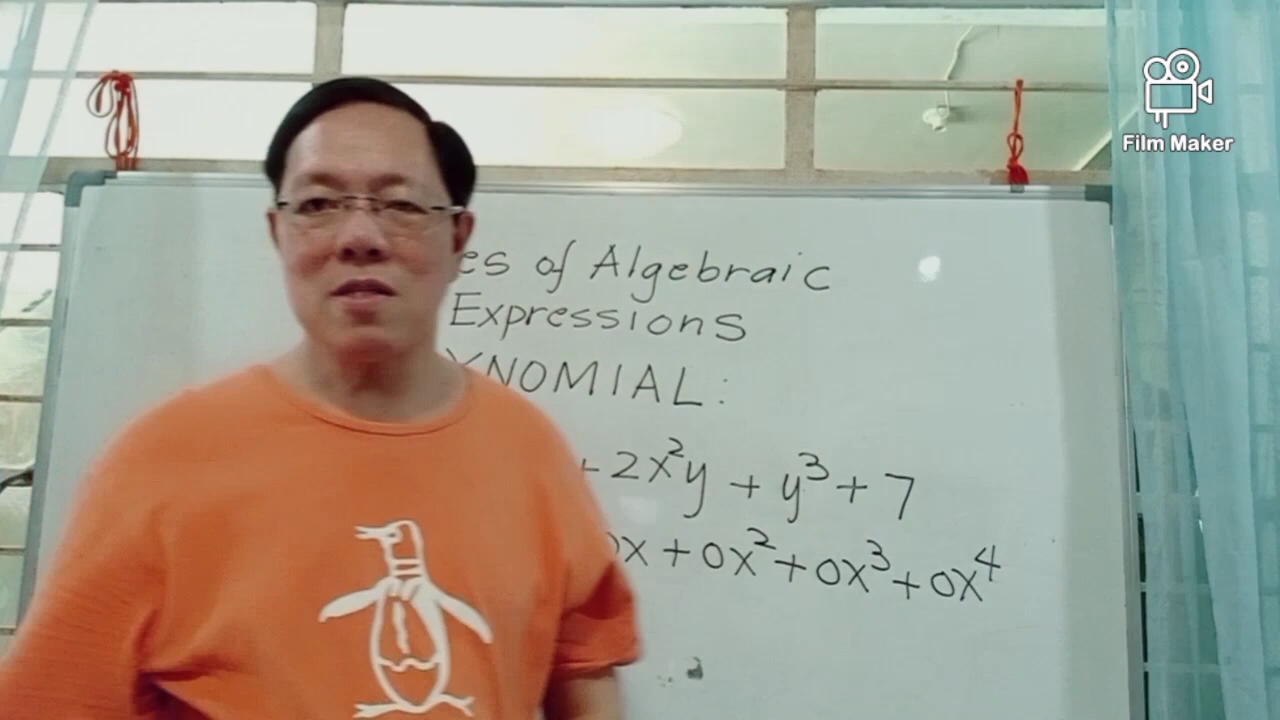 Film Maker
es of Algebraic
Expressions
YNOMIAL:
+ 2x²y + y³ + 7
0x + 0x² + 0x³ + 0x⁴